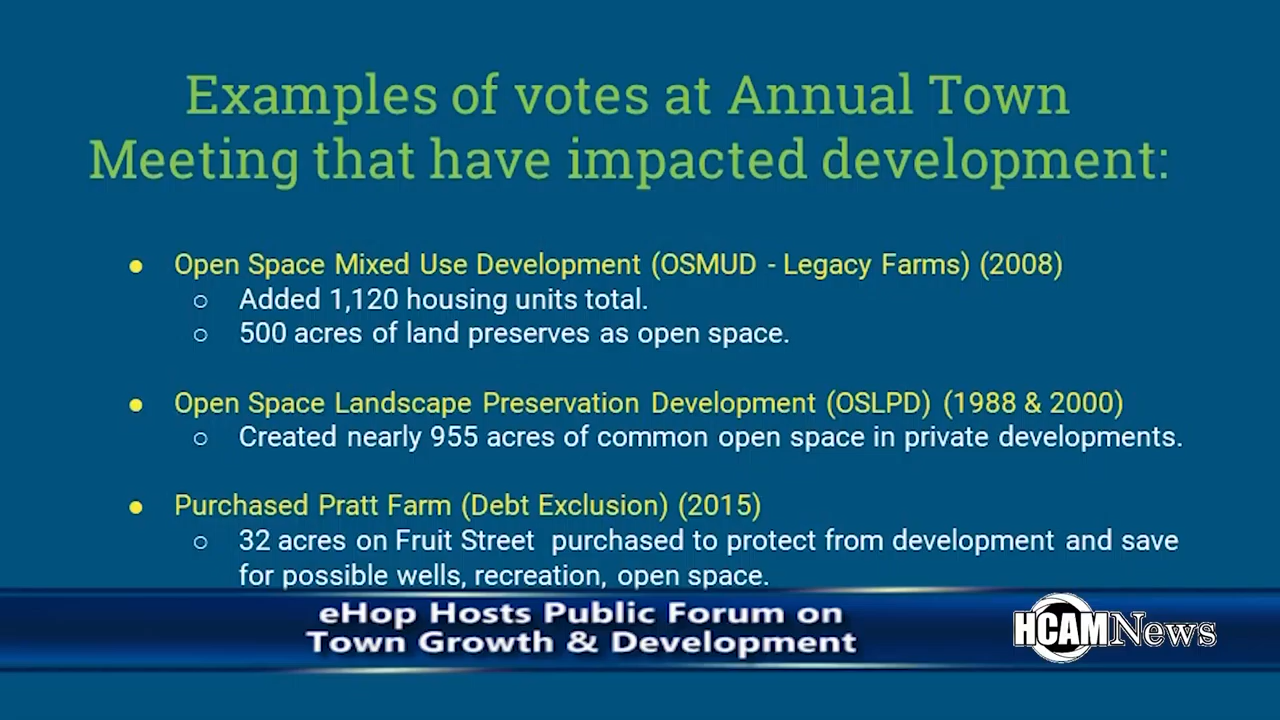 Examples of votes at Annual Town
Meeting that have impacted development:
● Open Space Mixed Use Development (OSMUD - Legacy Farms) (2008)
○ Added 1,120 housing units total.
○ 500 acres of land preserves as open space.
● Open Space Landscape Preservation Development (OSLPD) (1988 & 2000)
○ Created nearly 955 acres of common open space in private developments.
● Purchased Pratt Farm (Debt Exclusion) (2015)
○ 32 acres on Fruit Street purchased to protect from development and save
for possible wells, recreation, open space.
eHop Hosts Public Forum on
Town Growth & Development
HCAM News